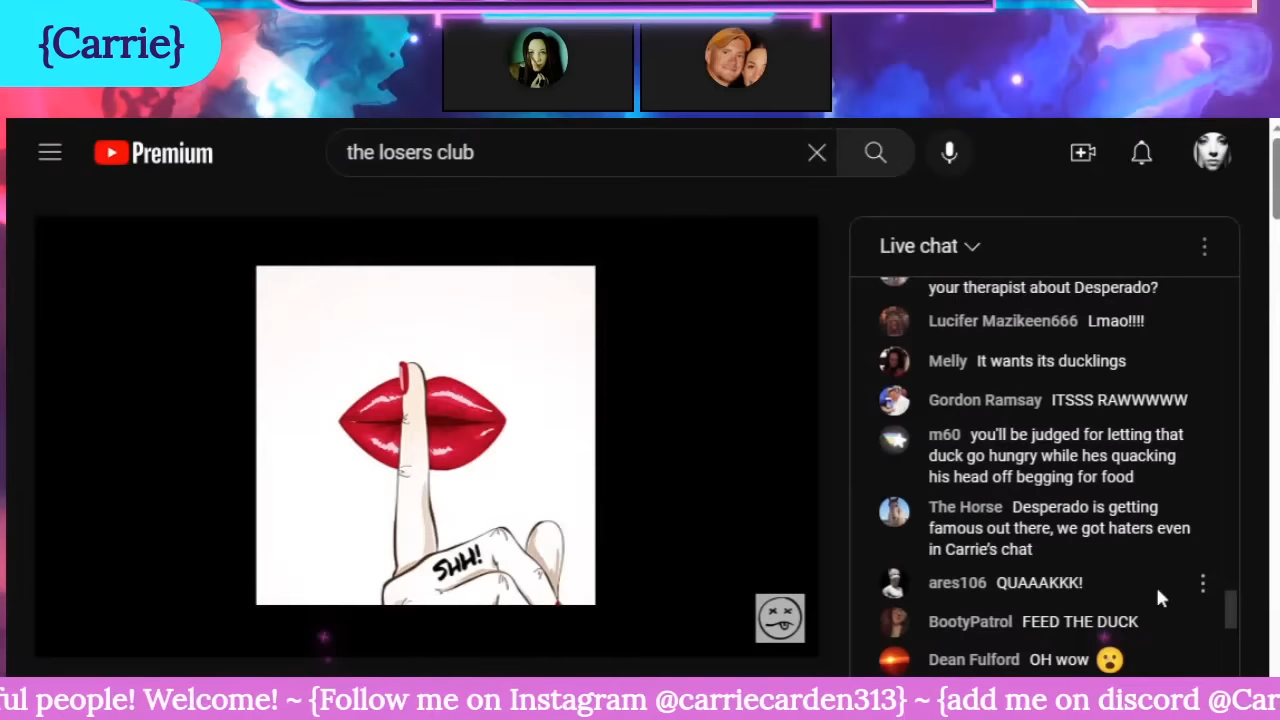 {Carrie}
Premium
the losers club
Live chat
your therapist about Desperado?
Lucifer Mazikeen666 Lmao!!!!
Melly It wants its ducklings
Gordon Ramsay ITSSS RAWWWWW
m60 you'll be judged for letting that
duck go hungry while hes quacking
his head off begging for food
The Horse Desperado is getting
famous out there, we got haters even
in Carrie's chat
ares106 QUAAAKKK!
BootyPatrol FEED THE DUCK
Dean Fulford OH wow 😮
SHH!
ful people! Welcome! ~ {Follow me on Instagram @carriecarden313} ~ {add me on discord @Car